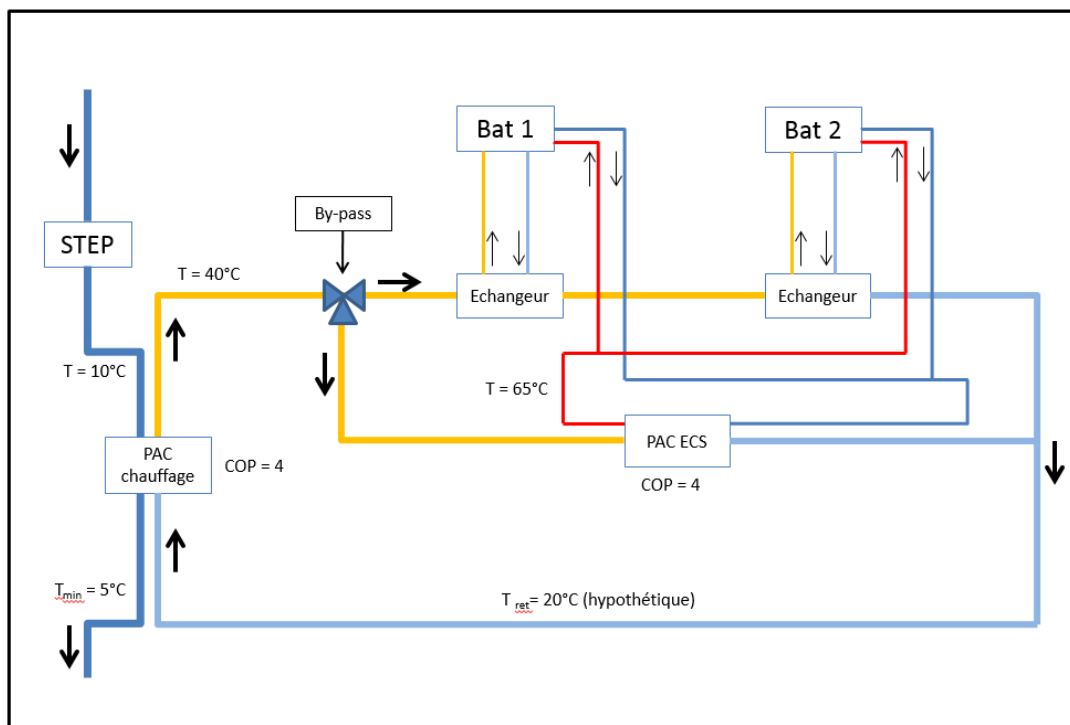 Bat 1
Bat 2
By-pass
STEP
T = 40°C
Echangeur
Echangeur
T = 10°C
T = 65°C
PAC
chauffage
COP = 4
PAC ECS
COP = 4
Tmin = 5°C
T ret= 20°C (hypothétique)